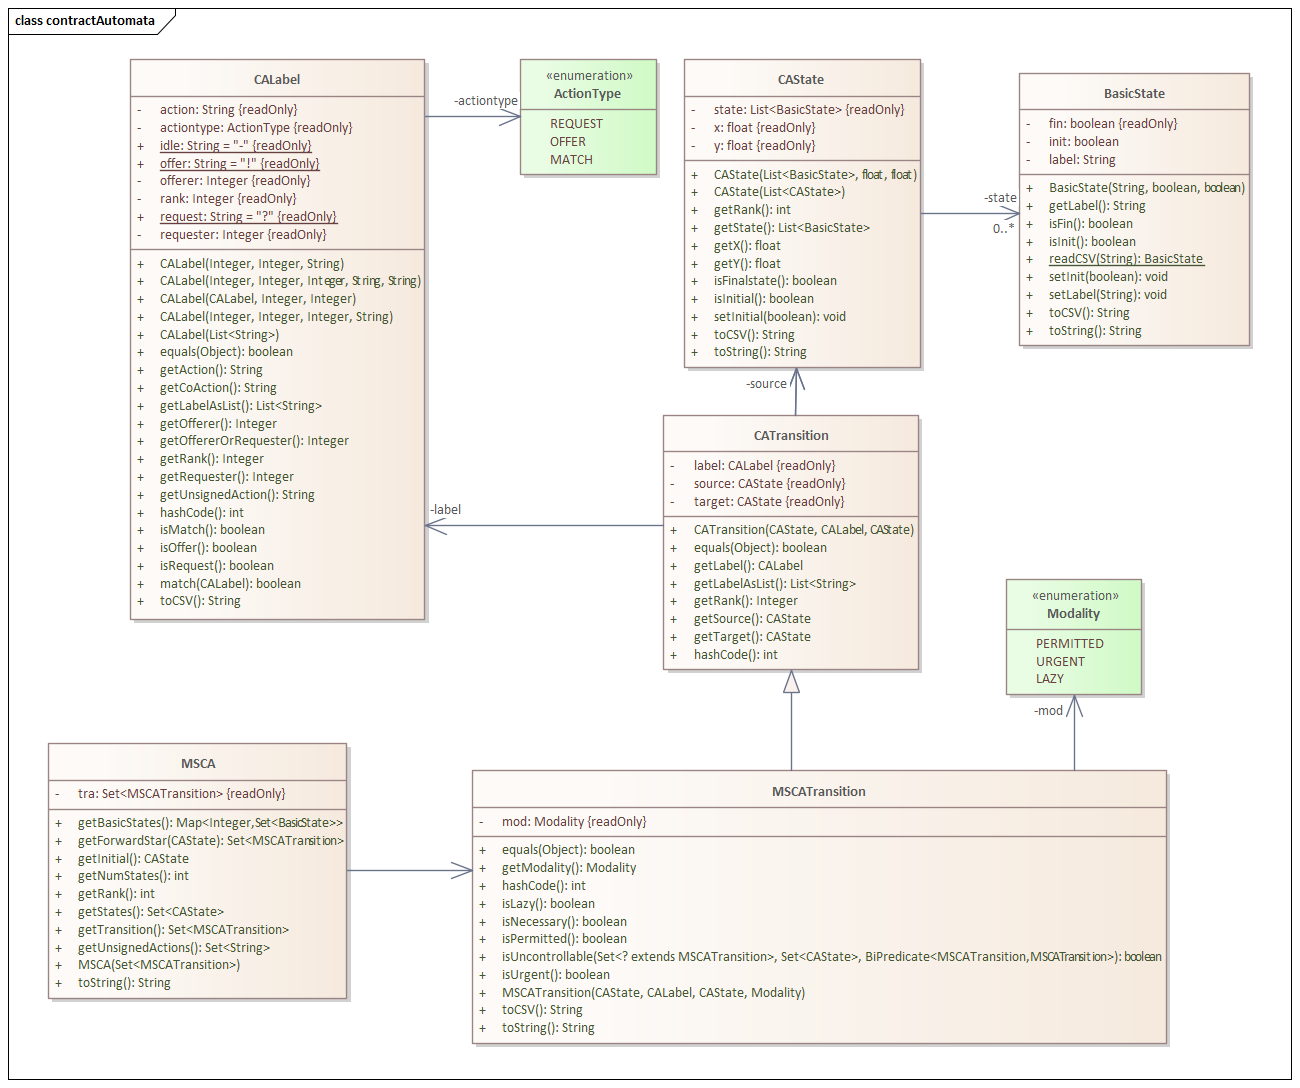 class contractAutomata
CALabel
- action: String {readOnly}
- actiontype: ActionType {readOnly}
+ idle: String = "-" {readOnly}
+ offer: String = "!" {readOnly}
- offerer: Integer {readOnly}
- rank: Integer {readOnly}
+ request: String = "?" {readOnly}
- requester: Integer {readOnly}
+ CALabel(Integer, Integer, String)
+ CALabel(Integer, Integer, Integer, String, String)
+ CALabel(CALabel, Integer, Integer)
+ CALabel(Integer, Integer, Integer, String)
+ CALabel(List<String>)
+ equals(Object): boolean
+ getAction(): String
+ getCoAction(): String
+ getLabelAsList(): List<String>
+ getOfferer(): Integer
+ getOffererOrRequester(): Integer
+ getRank(): Integer
+ getRequester(): Integer
+ getUnsignedAction(): String
+ hashCode(): int
+ isMatch(): boolean
+ isOffer(): boolean
+ isRequest(): boolean
+ match(CALabel): boolean
+ toCSV(): String
-actiontype
«enumeration»
ActionType
REQUEST
OFFER
MATCH
CAState
- state: List<BasicState> {readOnly}
- x: float {readOnly}
- y: float {readOnly}
+ CAState(List<BasicState>, float, float)
+ CAState(List<CAState>)
+ getRank(): int
+ getState(): List<BasicState>
+ getX(): float
+ getY(): float
+ isFinalstate(): boolean
+ isInitial(): boolean
+ setInitial(boolean): void
+ toCSV(): String
+ toString(): String
-state
0..*
BasicState
- fin: boolean {readOnly}
- init: boolean
- label: String
+ BasicState(String, boolean, boolean)
+ getLabel(): String
+ isFin(): boolean
+ isInit(): boolean
+ readCSV(String): BasicState
+ setInit(boolean): void
+ setLabel(String): void
+ toCSV(): String
+ toString(): String
-source
CATransition
- label: CALabel {readOnly}
- source: CAState {readOnly}
- target: CAState {readOnly}
+ CATransition(CAState, CALabel, CAState)
+ equals(Object): boolean
+ getLabel(): CALabel
+ getLabelAsList(): List<String>
+ getRank(): Integer
+ getSource(): CAState
+ getTarget(): CAState
+ hashCode(): int
-label
«enumeration»
Modality
PERMITTED
URGENT
LAZY
-mod
MSCA
- tra: Set<MSCATransition> {readOnly}
+ getBasicStates(): Map<Integer,Set<BasicState>>
+ getForwardStar(CAState): Set<MSCATransition>
+ getInitial(): CAState
+ getNumStates(): int
+ getRank(): int
+ getStates(): Set<CAState>
+ getTransition(): Set<MSCATransition>
+ getUnsignedActions(): Set<String>
+ MSCA(Set<MSCATransition>)
+ toString(): String
MSCATransition
- mod: Modality {readOnly}
+ equals(Object): boolean
+ getModality(): Modality
+ hashCode(): int
+ isLazy(): boolean
+ isNecessary(): boolean
+ isPermitted(): boolean
+ isUncontrollable(Set<? extends MSCATransition>, Set<CAState>, BiPredicate<MSCATransition,MSCATransition>): boolean
+ isUrgent(): boolean
+ MSCATransition(CAState, CALabel, CAState, Modality)
+ toCSV(): String
+ toString(): String